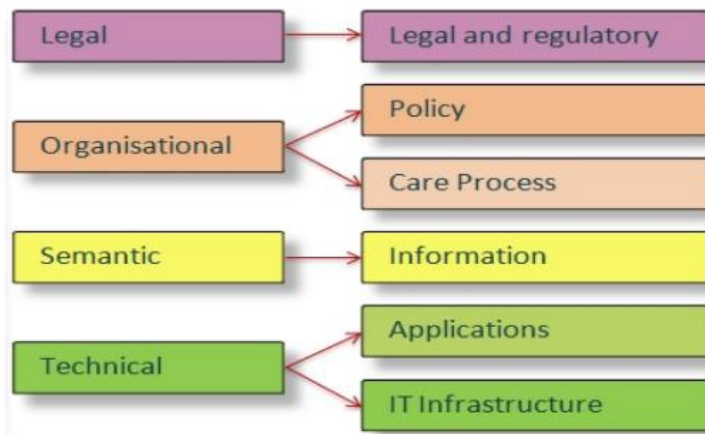 Legal
Legal and regulatory
Policy
Organisational
Care Process
Semantic
Information
Applications
Technical
IT Infrastructure